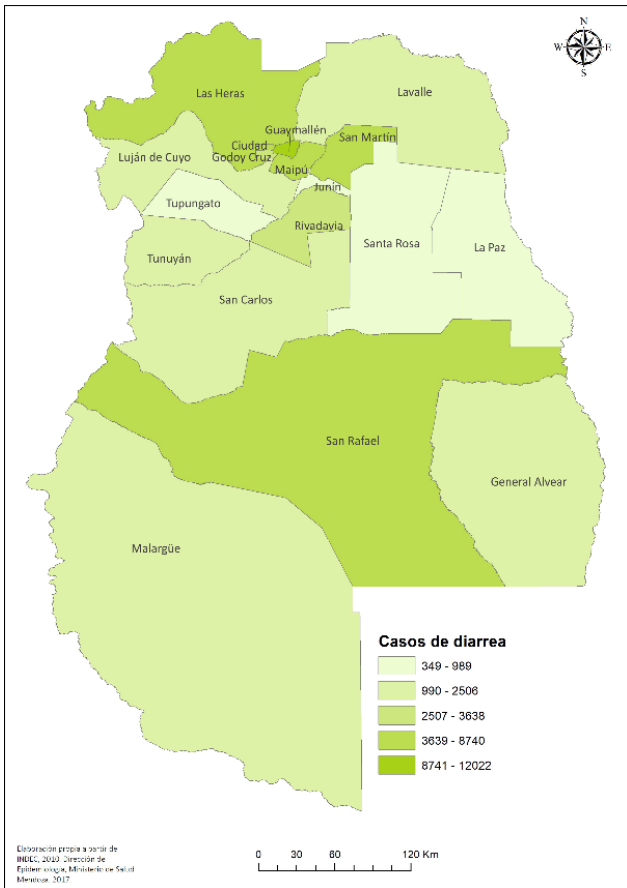 N
W E
S
Las Heras
Lavalle
Guaymallén
San Martín
Ciudad
Luján de Cuyo
Godoy Cruz
Maipú
Junín
Tupungato
Rivadavia
Santa Rosa
La Paz
Tunuyán
San Carlos
San Rafael
General Alvear
Malargüe
Casos de diarrea
349 - 989
990 - 2506
2507 - 3638
3639 - 8740
8741 - 12022
Elaboración propia a partir de
INDEC, 2010. Dirección de
Epidemiología, Ministerio de Salud
Mendoza, 2017
0 30 60 120 Km